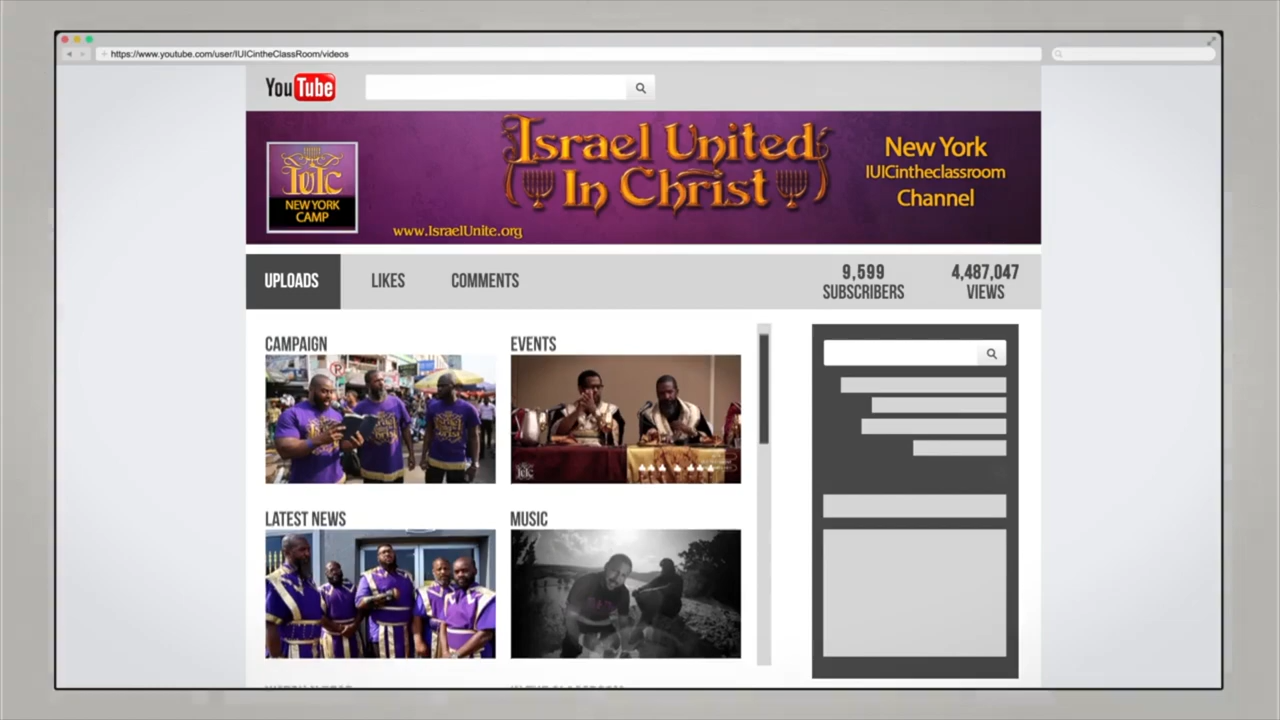 https://www.youtube.com/user/IUICintheClassRoom/videos
YouTube
Israel United
In Christ
IUIC
NEW YORK
CAMP
www.IsraelUnite.org
New York
IUICintheclassroom
Channel
UPLOADS
LIKES
COMMENTS
9,599
SUBSCRIBERS
4,487,047
VIEWS
CAMPAIGN
EVENTS
LATEST NEWS
MUSIC